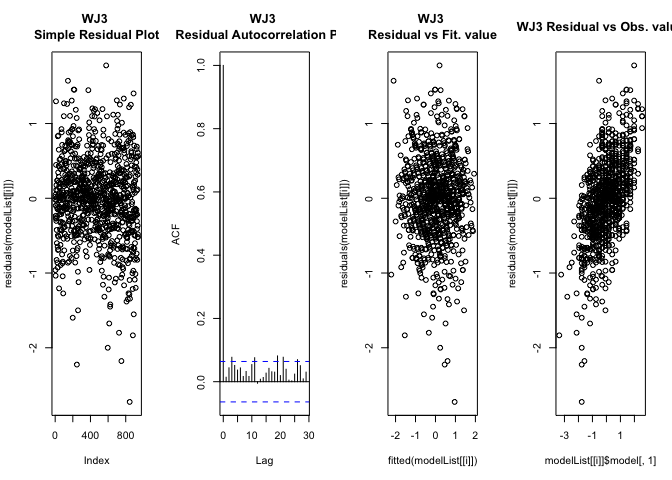 WJ3
Simple Residual Plot
residuals(modelList[[i]])
1
0
-1
-2
0 400 800
Index
WJ3
Residual Autocorrelation P
ACF
1.0
0.8
0.6
0.4
0.2
0.0
0 10 20 30
Lag
WJ3
Residual vs Fit. value
residuals(modelList[[i]])
1
0
-1
-2
-2 -1 0 1 2
fitted(modelList[[i]])
WJ3 Residual vs Obs. valu
residuals(modelList[[i]])
1
0
-1
-2
-3 -1 1
modelList[[i]]$model[, 1]